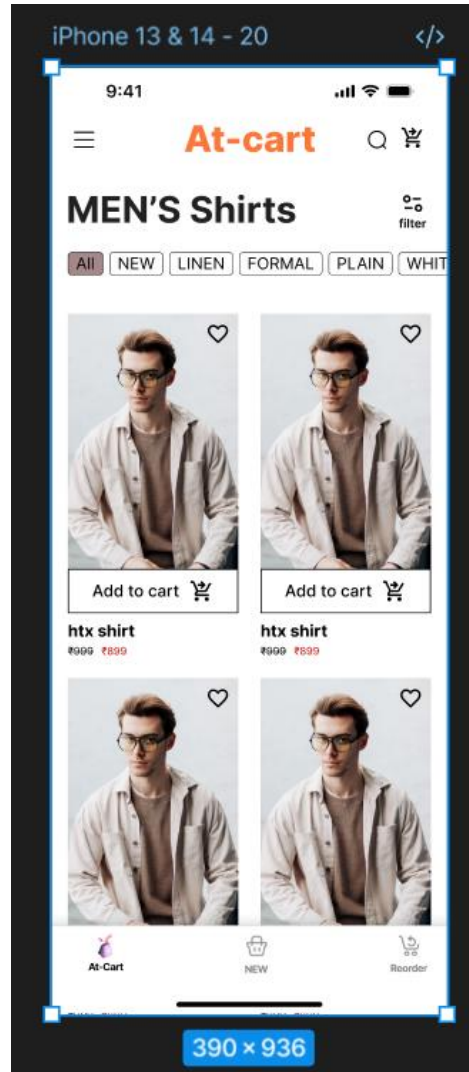 iPhone 13 & 14 - 20 </>
9:41
At-cart
MEN'S Shirts
filter
All NEW LINEN FORMAL PLAIN WHIT
Add to cart Add to cart
htx shirt htx shirt
₹999 ₹899 ₹999 ₹899
At-Cart NEW Reorder
390 × 936